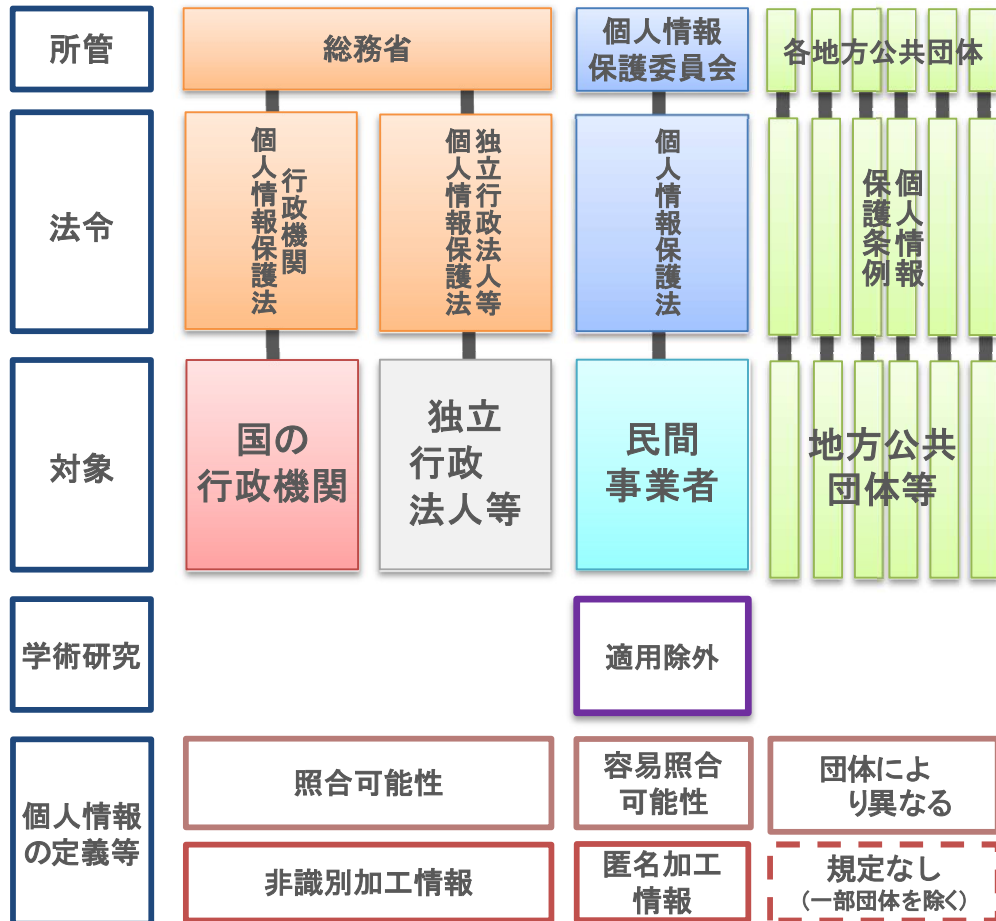 所管
総務省
個人情報
保護委員会
各地方公共団体
法令
行政機関
個人情報保護法
独立行政法人等
個人情報保護法
個人情報保護法
個人情報
保護条例
対象
国の
行政機関
独立
行政
法人等
民間
事業者
地方公共
団体等
学術研究
適用除外
個人情報
の定義等
照合可能性
容易照合
可能性
団体によ
り異なる
非識別加工情報
匿名加工
情報
規定なし
(一部団体を除く)